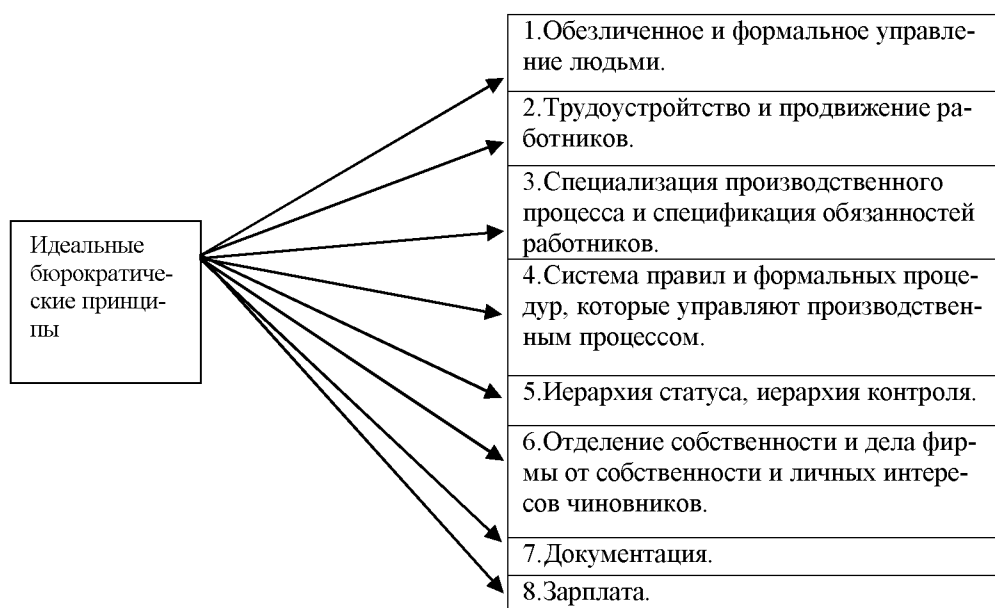 Идеальные
бюрократиче-
ские принци-
пы
1.Обезличенное и формальное управле-
ние людьми.
2.Трудоустройтство и продвижение ра-
ботников.
3.Специализация производственного
процесса и спецификация обязанностей
работников.
4.Система правил и формальных проце-
дур, которые управляют производствен-
ным процессом.
5.Иерархия статуса, иерархия контроля.
6.Отделение собственности и дела фир-
мы от собственности и личных интере-
сов чиновников.
7.Документация.
8.Зарплата.